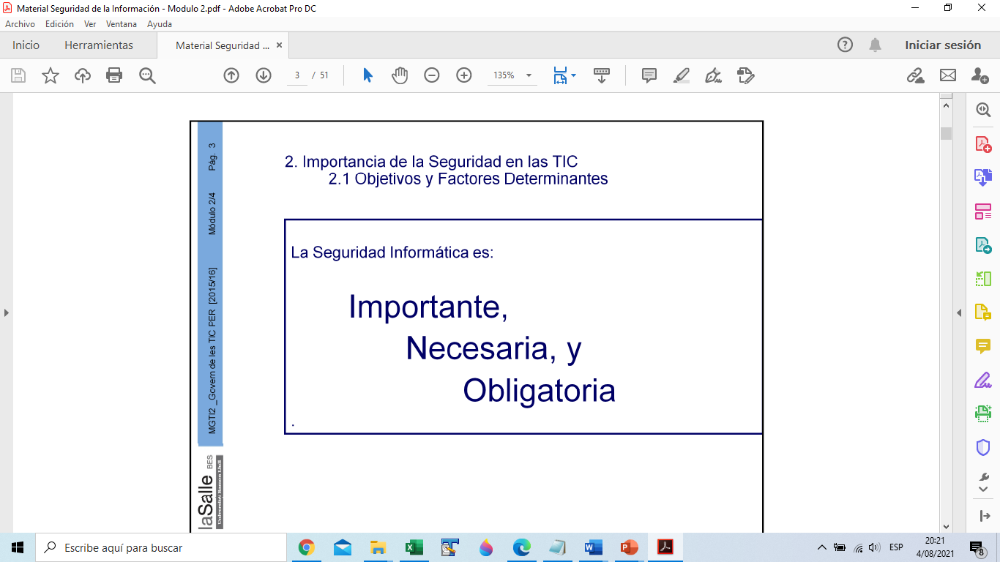 Material Seguridad de la Información - Modulo 2.pdf - Adobe Acrobat Pro DC
Archivo Edición Ver Ventana Ayuda
Inicio Herramientas Material Seguridad ... × Iniciar sesión
3 / 51 135%
Pág. 3
Módulo 2/4
MGTI2 _Govern de les TIC PER [2015/16]
laSalle BES
Universitat Ramon Llull
2. Importancia de la Seguridad en las TIC
2.1 Objetivos y Factores Determinantes
La Seguridad Informática es:
Importante,
Necesaria, y
Obligatoria
.
Escribe aquí para buscar
ESP
20:21
4/08/2021
8